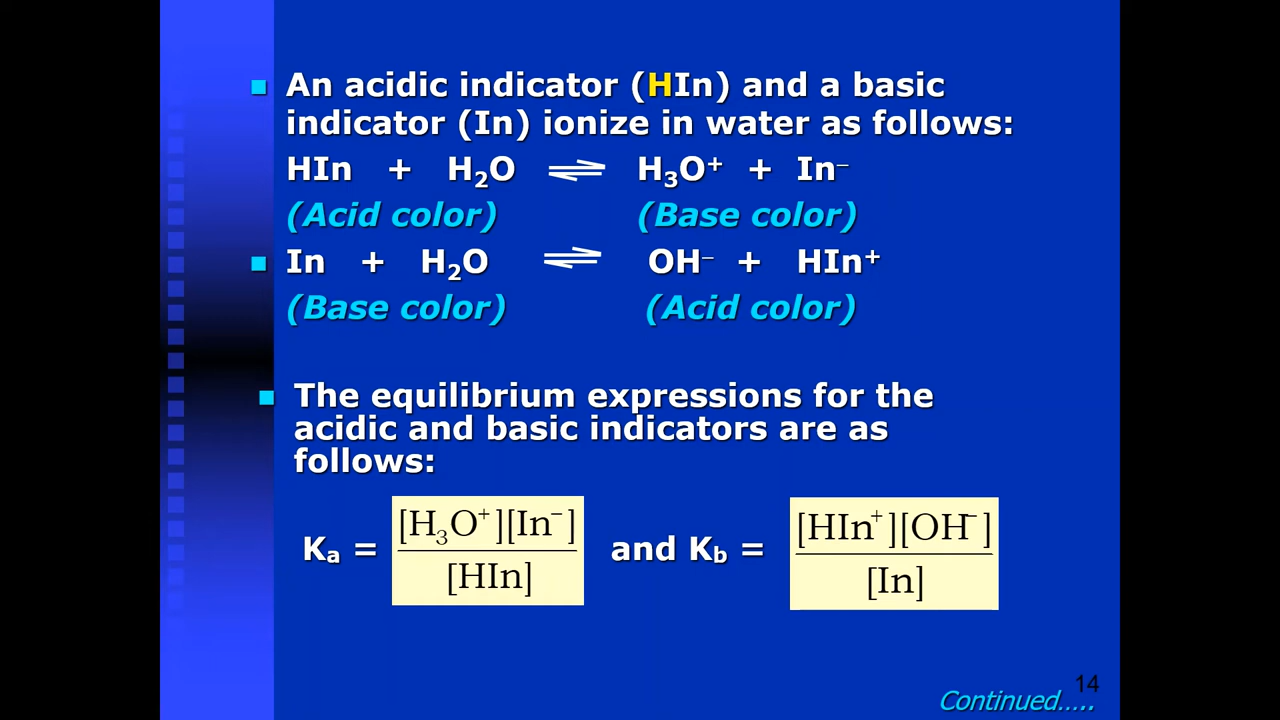 An acidic indicator (HIn) and a basic
indicator (In) ionize in water as follows:
HIn + H₂O ⇌ H₃O⁺ + In⁻
(Acid color) (Base color)
In + H₂O ⇌ OH⁻ + HIn⁺
(Base color) (Acid color)
The equilibrium expressions for the
acidic and basic indicators are as
follows:
Kₐ = [H₃O⁺][In⁻] / [HIn] and K_b = [HIn⁺][OH⁻] / [In]
14
Continued.....